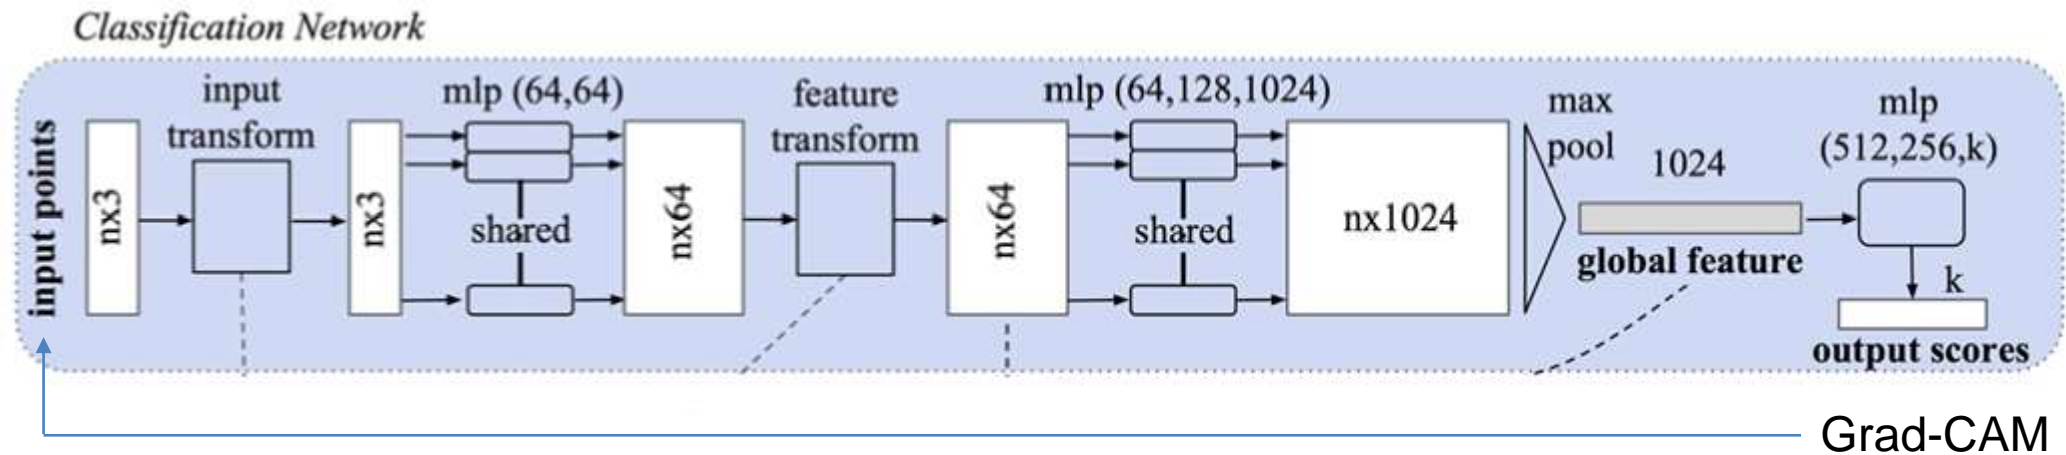 Classification Network
input points
nx3
input
transform
nx3
mlp (64,64)
shared
nx64
feature
transform
nx64
mlp (64,128,1024)
shared
nx1024
max
pool
1024
global feature
mlp
(512,256,k)
k
output scores
Grad-CAM